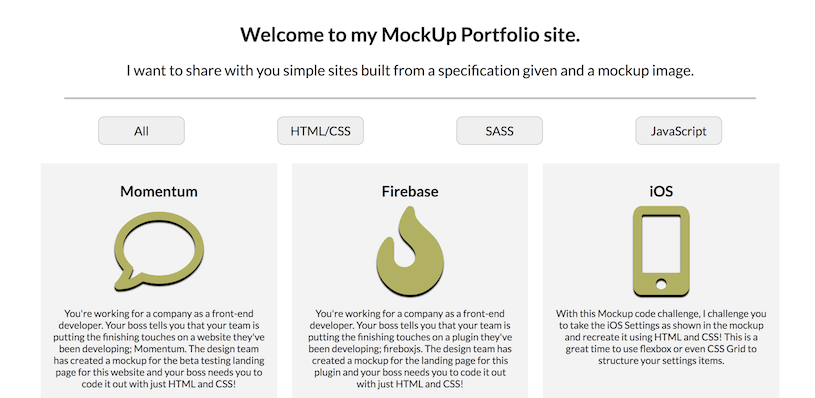 Welcome to my MockUp Portfolio site.
I want to share with you simple sites built from a specification given and a mockup image.
All
HTML/CSS
SASS
JavaScript
Momentum
You're working for a company as a front-end
developer. Your boss tells you that your team is
putting the finishing touches on a website they've
been developing; Momentum. The design team
has created a mockup for the beta testing landing
page for this website and your boss needs you to
code it out with just HTML and CSS!
Firebase
You're working for a company as a front-end
developer. Your boss tells you that your team is
putting the finishing touches on a plugin they've
been developing; fireboxjs. The design team has
created a mockup for the landing page for this
plugin and your boss needs you to code it out
with just HTML and CSS!
iOS
With this Mockup code challenge, I challenge you
to take the iOS Settings as shown in the mockup
and recreate it using HTML and CSS! This is a
great time to use flexbox or even CSS Grid to
structure your settings items.